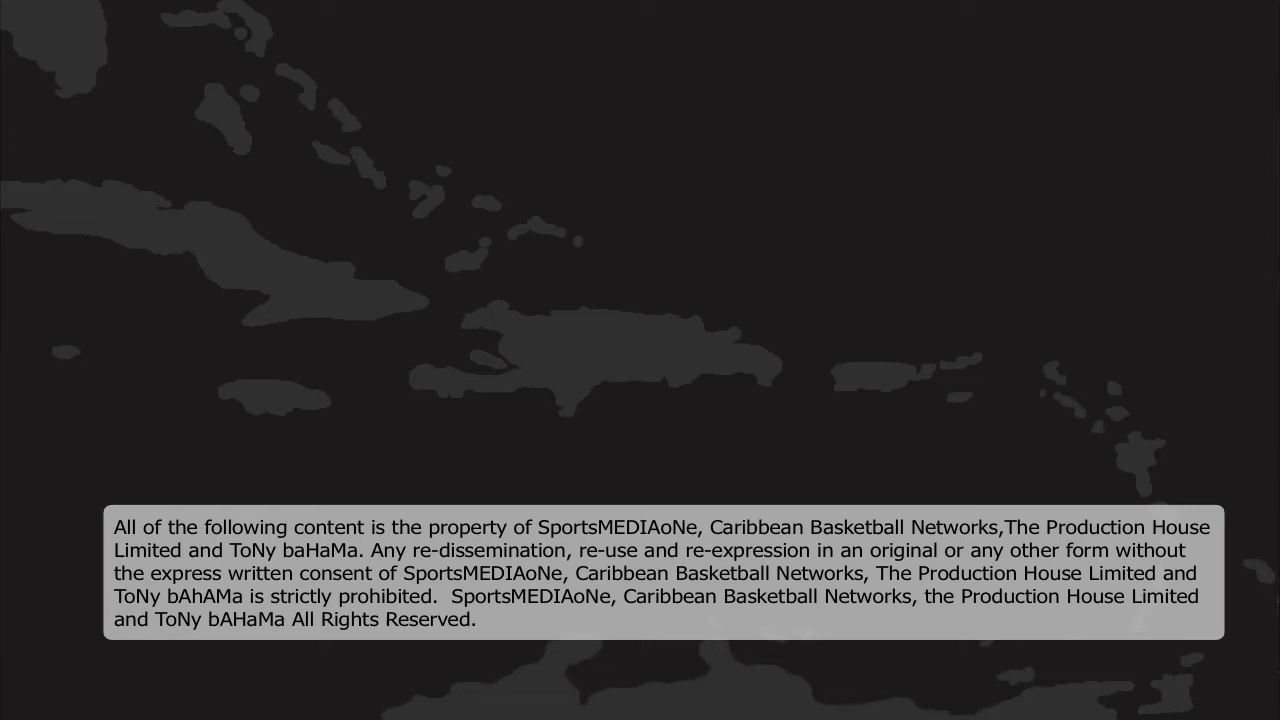 All of the following content is the property of SportsMEDIAoNe, Caribbean Basketball Networks,The Production House
Limited and ToNy baHaMa. Any re-dissemination, re-use and re-expression in an original or any other form without
the express written consent of SportsMEDIAoNe, Caribbean Basketball Networks, The Production House Limited and
ToNy bAhAMa is strictly prohibited.  SportsMEDIAoNe, Caribbean Basketball Networks, the Production House Limited
and ToNy bAHaMa All Rights Reserved.